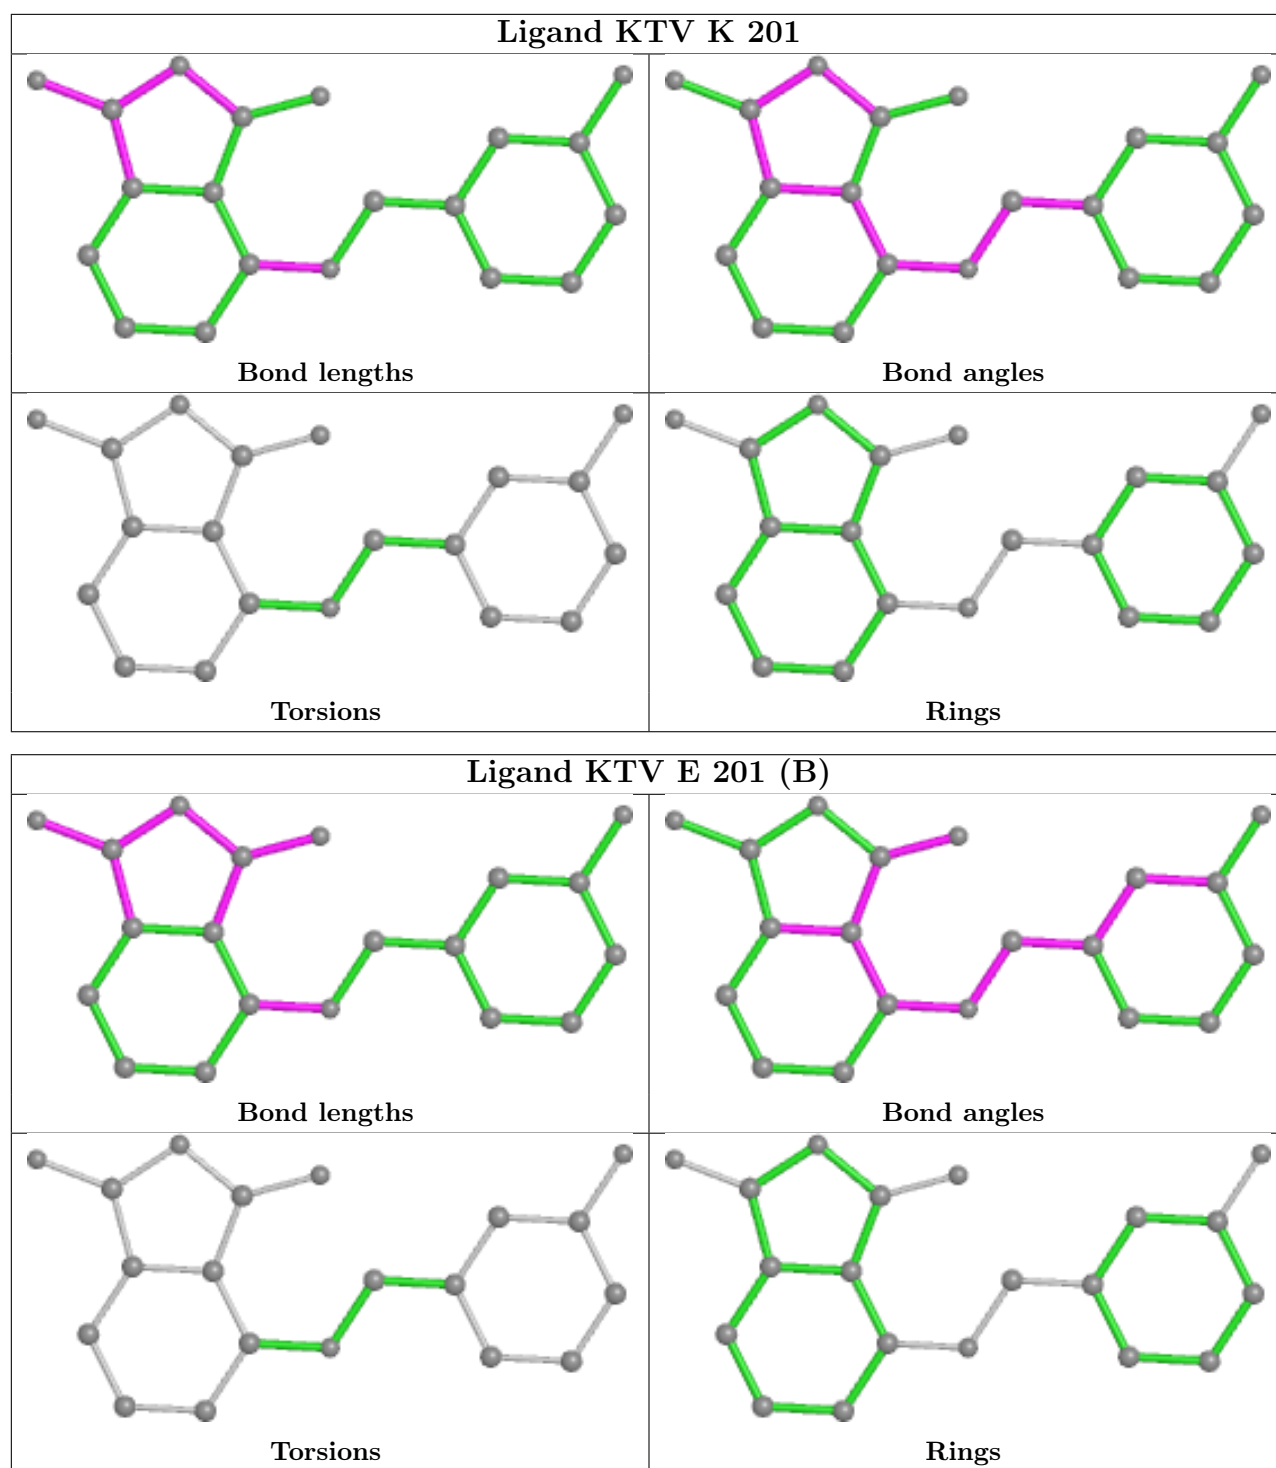 Ligand KTV K 201
Bond lengths
Bond angles
Torsions
Rings
Ligand KTV E 201 (B)
Bond lengths
Bond angles
Torsions
Rings